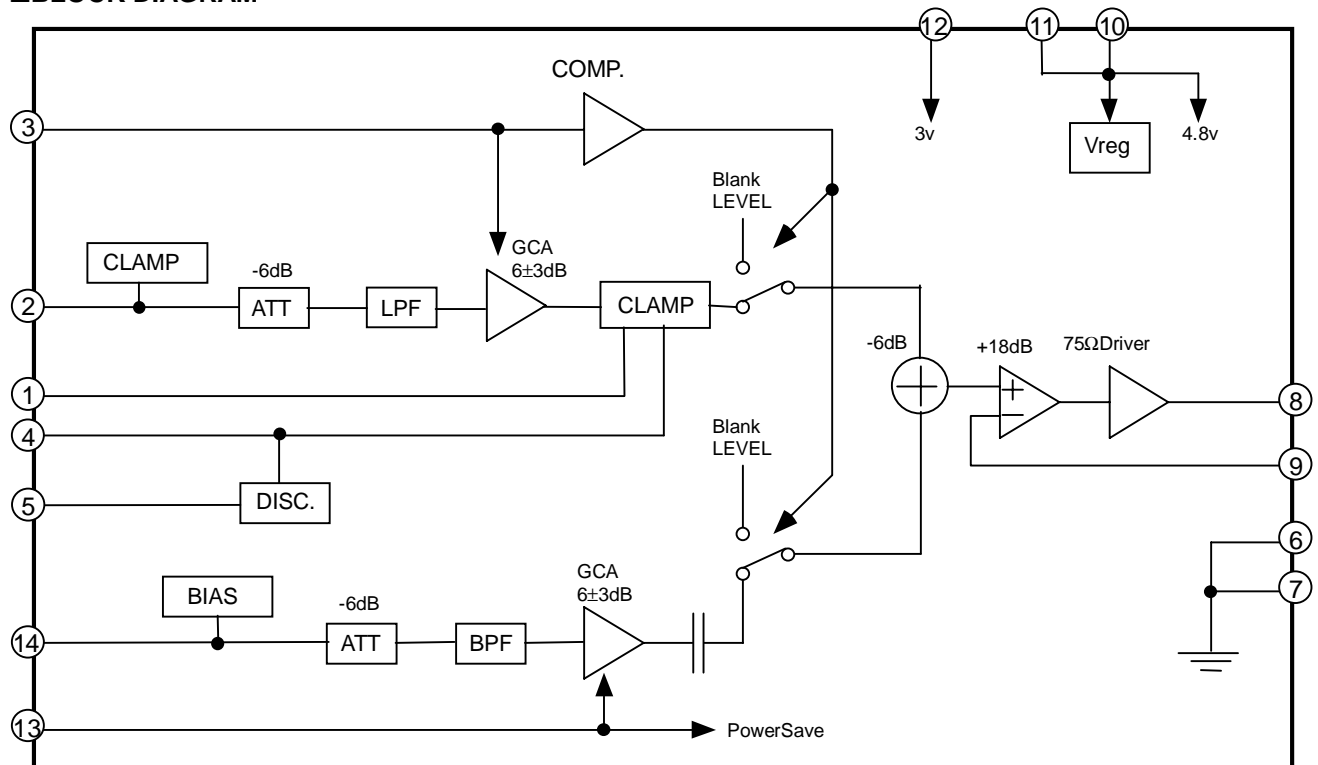 BLOCK DIAGRAM
12
11
10
COMP.
3
3v
Vreg
4.8v
Blank
LEVEL
GCA
6±3dB
CLAMP
-6dB
2
ATT
LPF
CLAMP
-6dB
+18dB
75ΩDriver
1
8
4
Blank
LEVEL
9
5
DISC.
6
GCA
6±3dB
7
BIAS
-6dB
14
ATT
BPF
13
PowerSave